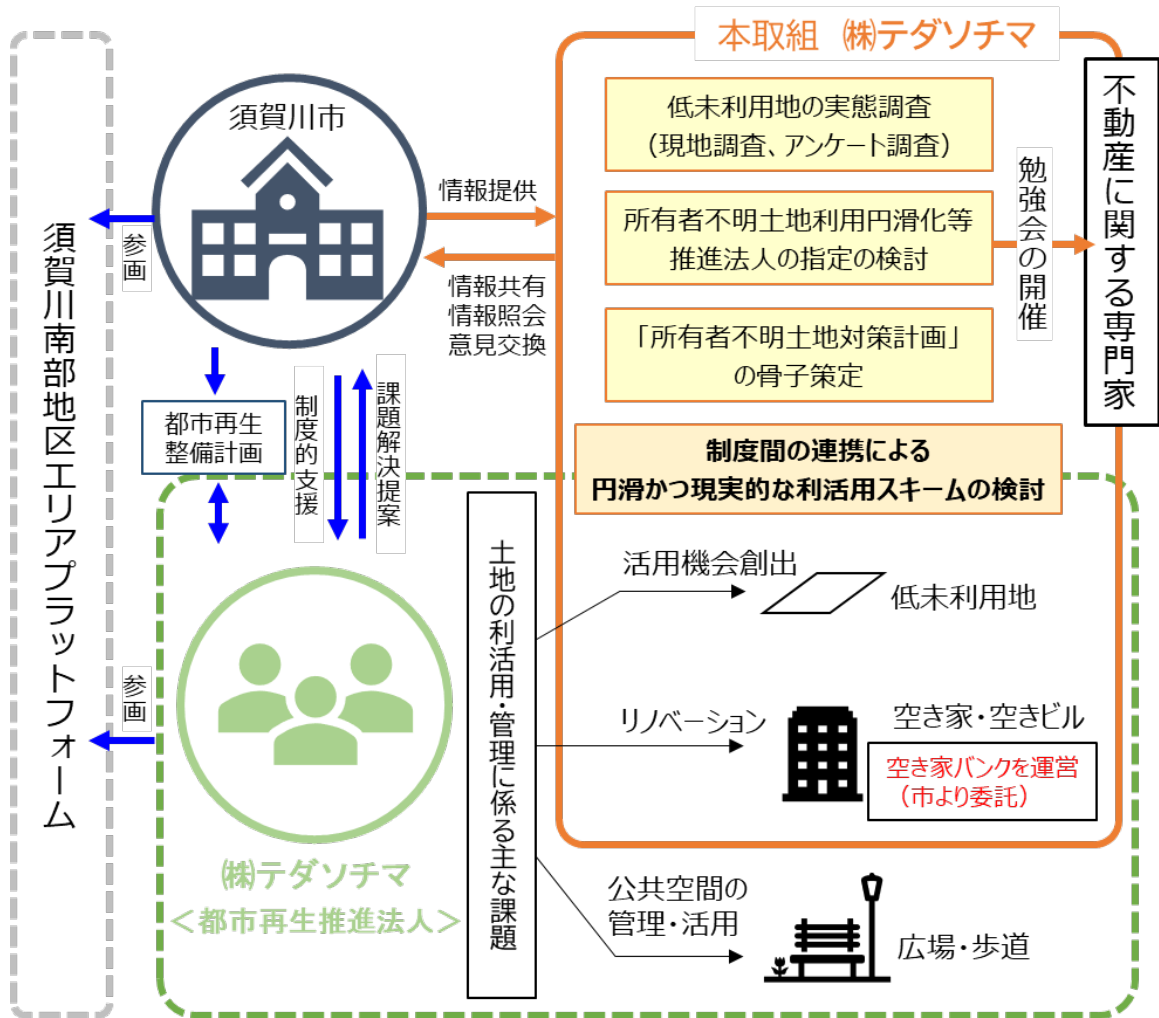 本取組 ㈱テダソチマ
須賀川市
低未利用地の実態調査
（現地調査、アンケート調査）
不動産に関する専門家
情報提供
所有者不明土地利用円滑化等
推進法人の指定の検討
勉強会の開催
参画
須賀川南部地区エリアプラットフォーム
情報共有
情報照会
意見交換
「所有者不明土地対策計画」
の骨子策定
都市再生
整備計画
制度的支援
課題解決提案
制度間の連携による
円滑かつ現実的な利活用スキームの検討
土地の利活用・管理に係る主な課題
活用機会創出
低未利用地
参画
リノベーション
空き家・空きビル
空き家バンクを運営
（市より委託）
㈱テダソチマ
＜都市再生推進法人＞
公共空間の
管理・活用
広場・歩道